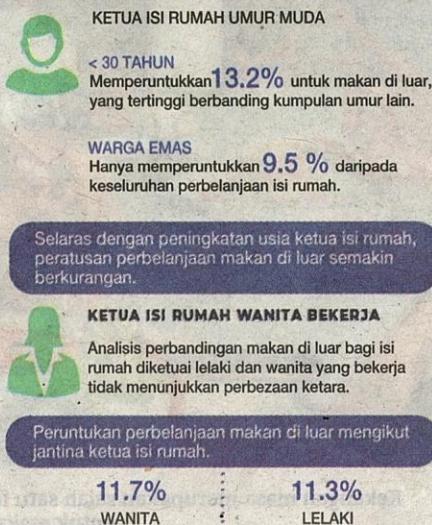 KETUA ISI RUMAH UMUR MUDA
< 30 TAHUN
Memperuntukkan 13.2% untuk makan di luar,
yang tertinggi berbanding kumpulan umur lain.
WARGA EMAS
Hanya memperuntukkan 9.5 % daripada
keseluruhan perbelanjaan isi rumah.
Selaras dengan peningkatan usia ketua isi rumah,
peratusan perbelanjaan makan di luar semakin
berkurangan.
KETUA ISI RUMAH WANITA BEKERJA
Analisis perbandingan makan di luar bagi isi
rumah diketuai lelaki dan wanita yang bekerja
tidak menunjukkan perbezaan ketara.
Peruntukan perbelanjaan makan di luar mengikut
jantina ketua isi rumah.
11.7% 11.3%
WANITA LELAKI